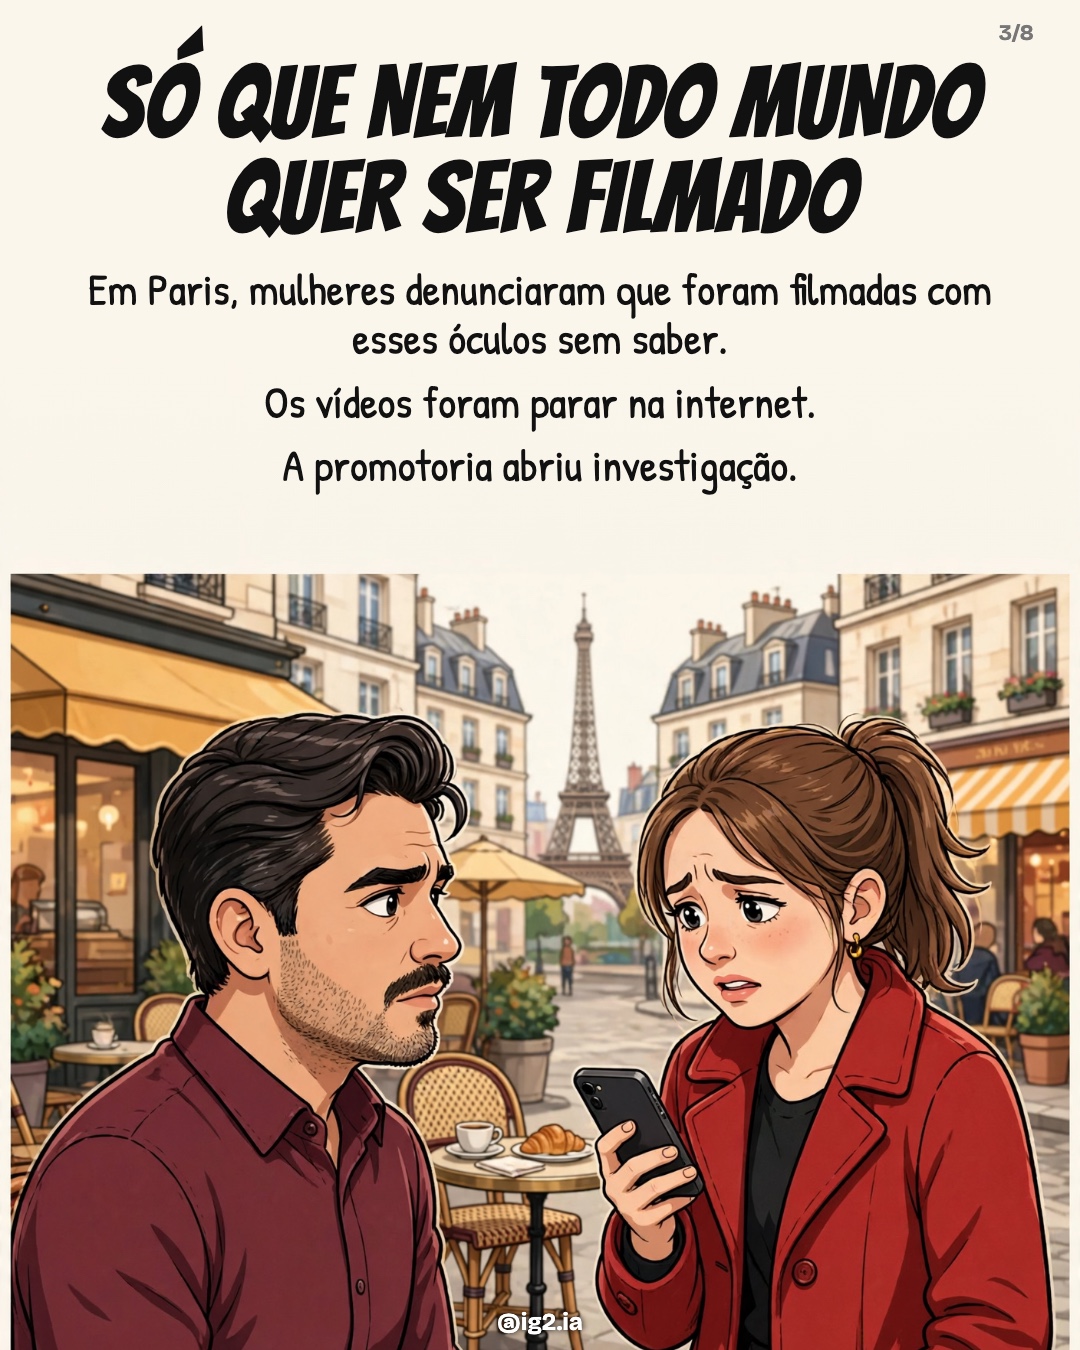 3/8
SÓ QUE NEM TODO MUNDO
QUER SER FILMADO
Em Paris, mulheres denunciaram que foram filmadas com
esses óculos sem saber.
Os vídeos foram parar na internet.
A promotoria abriu investigação.
@ig2.ia